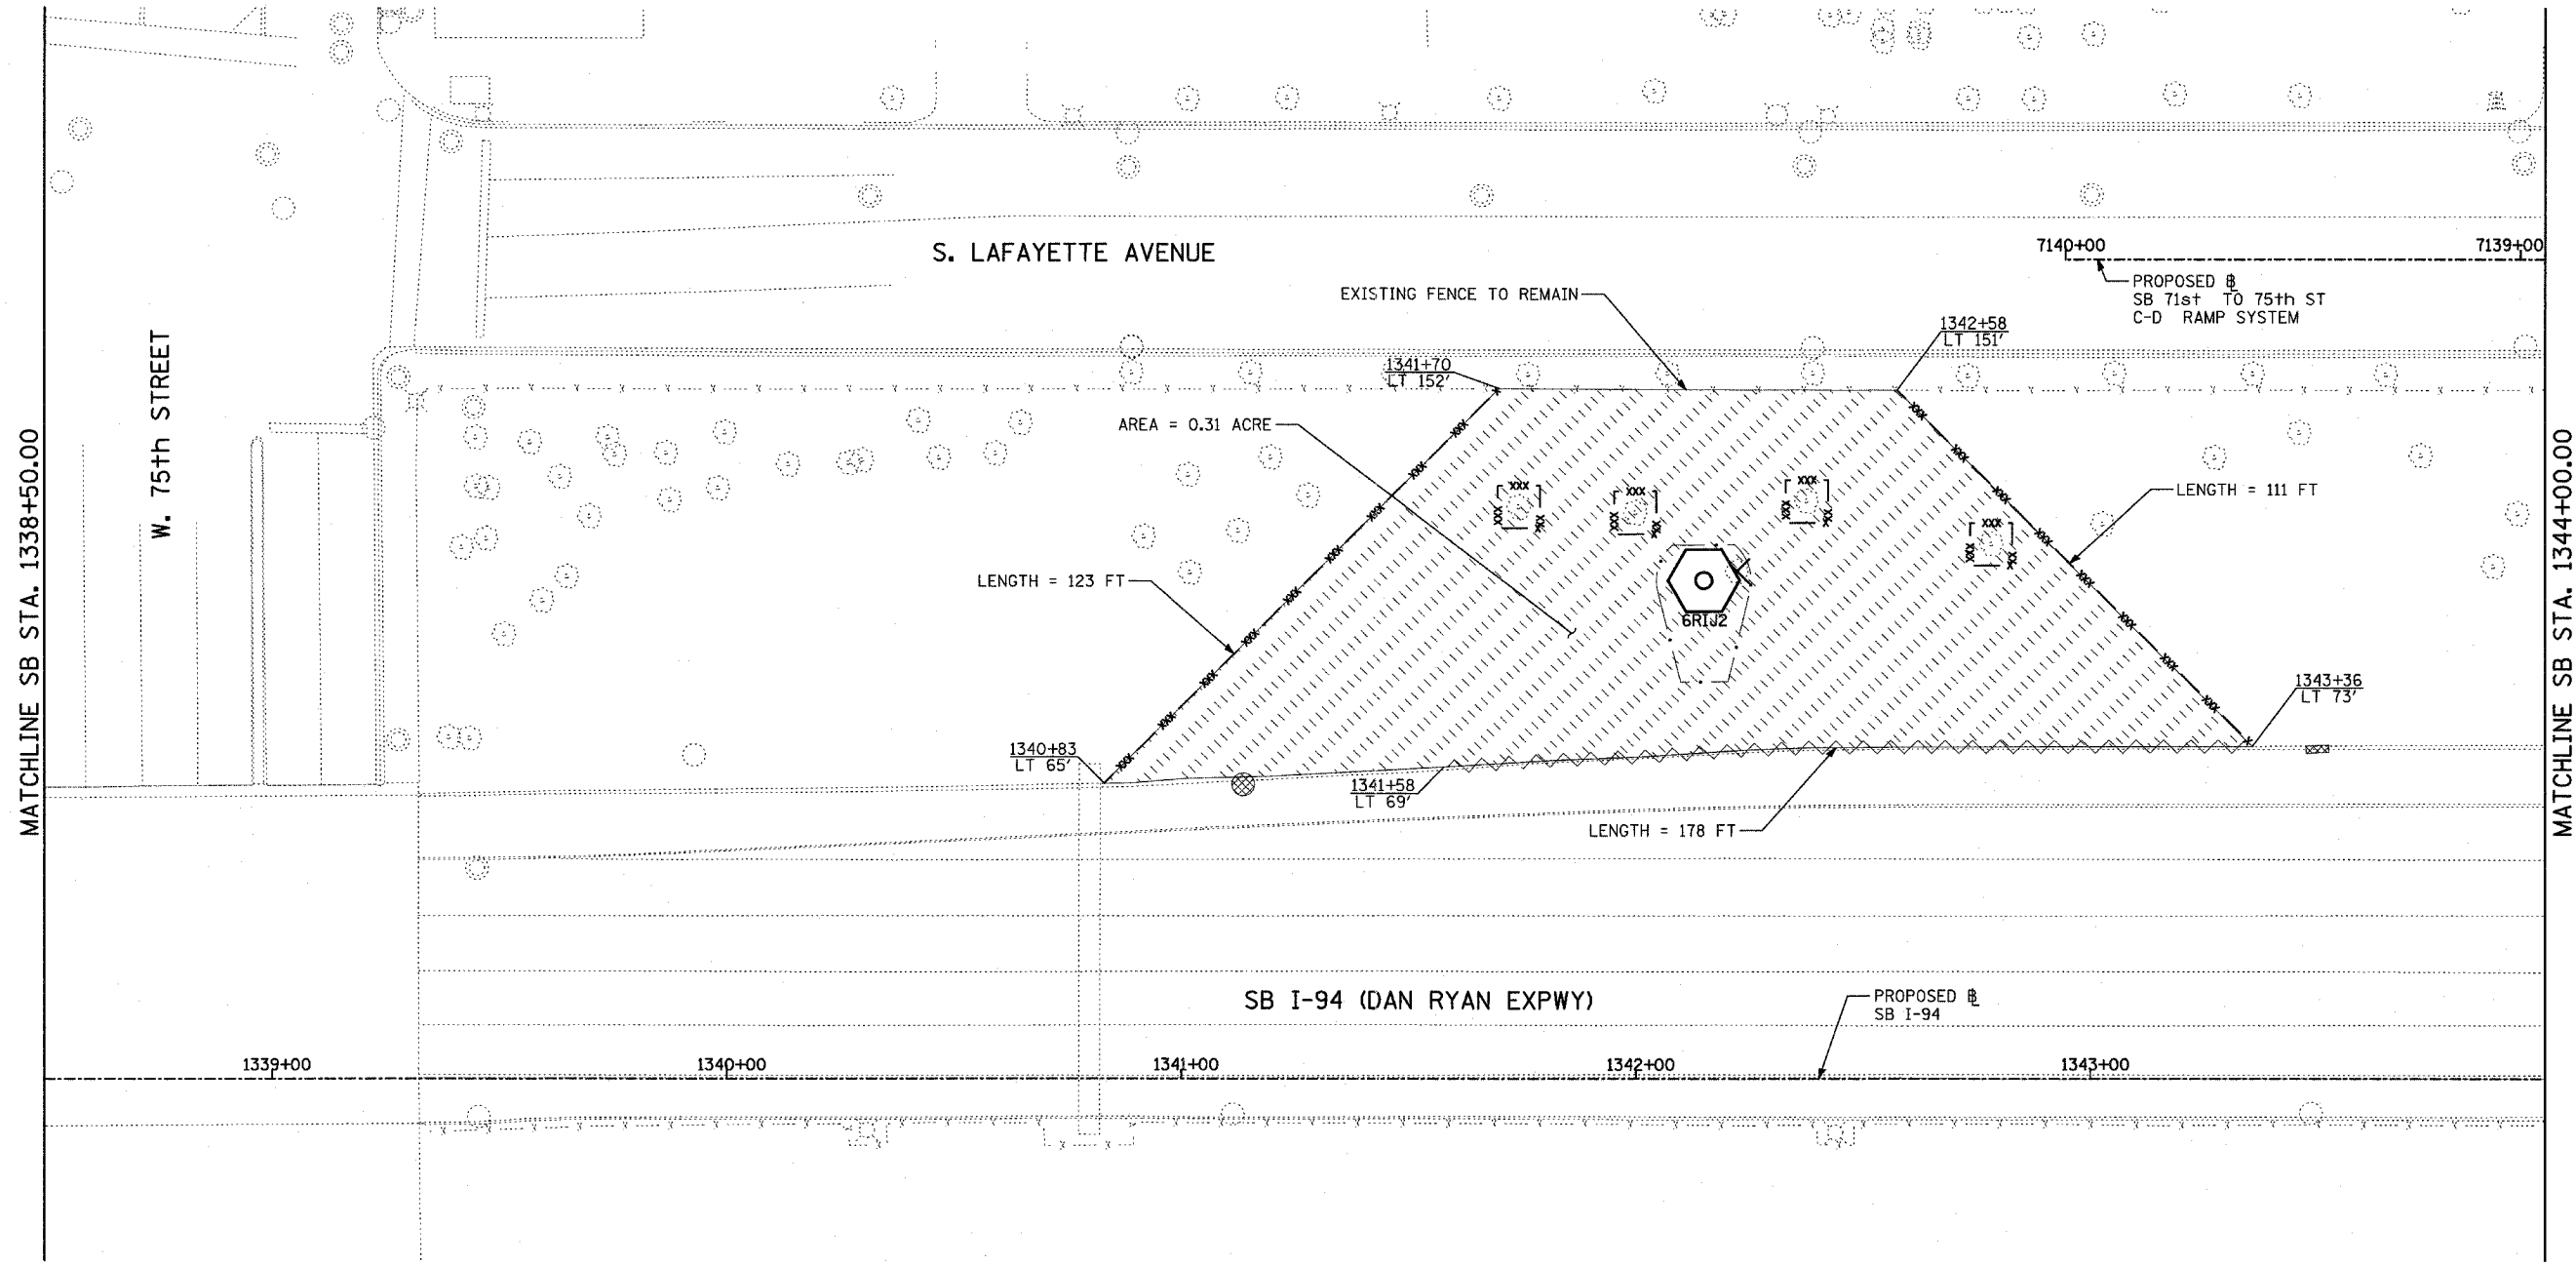 S. LAFAYETTE AVENUE
7140+00
7139+00
PROPOSED ℄
SB 71st TO 75th ST
C-D RAMP SYSTEM
EXISTING FENCE TO REMAIN
1342+58
LT 151'
1341+70
LT 152'
AREA = 0.31 ACRE
W. 75th STREET
MATCHLINE SB STA. 1338+50.00
MATCHLINE SB STA. 1344+00.00
LENGTH = 111 FT
LENGTH = 123 FT
6RIJ2
1343+36
LT 73'
1340+83
LT 65'
1341+58
LT 69'
LENGTH = 178 FT
SB I-94 (DAN RYAN EXPWY)
PROPOSED ℄
SB I-94
1339+00
1340+00
1341+00
1342+00
1343+00